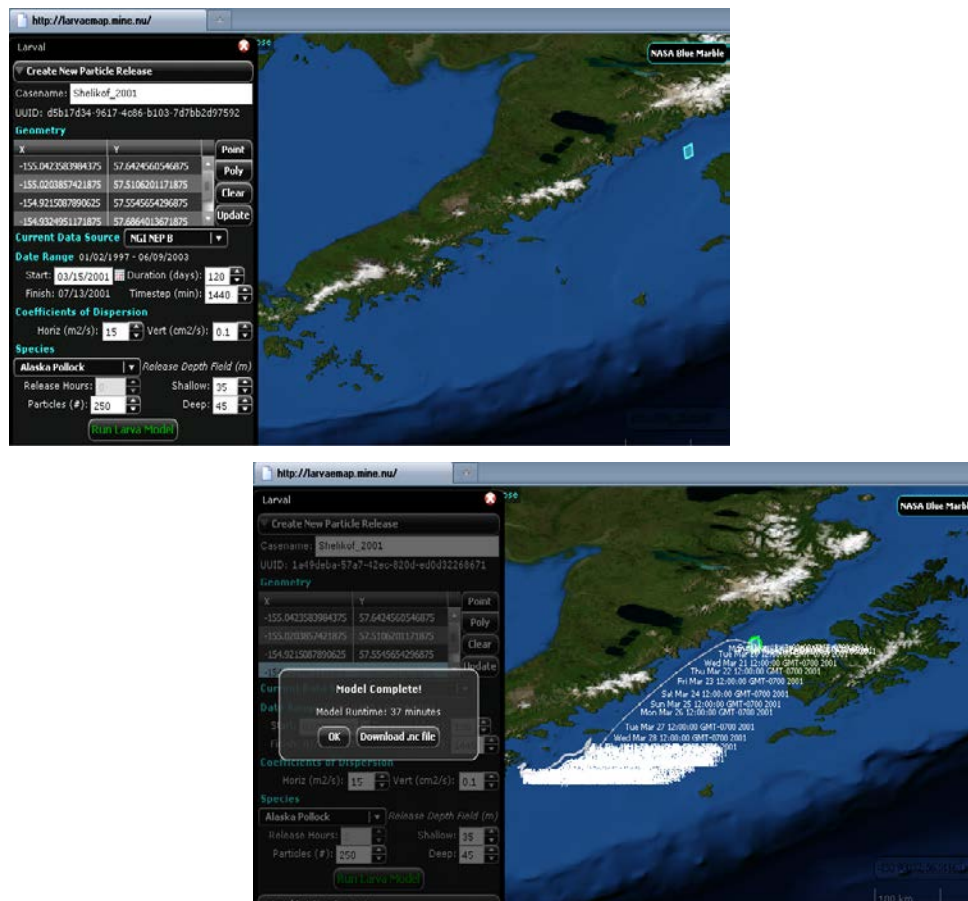 http://larvaemap.mine.nu/
Larval
ose
NASA Blue Marble
Create New Particle Release
Casename: Shelikof_2001
UUID: d5b17d34-9617-4c86-b103-7d7bb2d97592
Geometry
X Y Point
-155.0423583984375 57.6424560546875 Poly
-155.0203857421875 57.5106201171875 Clear
-154.9215087890625 57.5545654296875 Update
-154.9324951171875 57.6864013671875
Current Data Source NGI NEP B
Date Range 01/02/1997 - 06/09/2003
Start: 03/15/2001 Duration (days): 120
Finish: 07/13/2001 Timestep (min): 1440
Coefficients of Dispersion
Horiz (m2/s): 15 Vert (cm2/s): 0.1
Species
Alaska Pollock Release Depth Field (m)
Release Hours: Shallow: 35
Particles (#): 250 Deep: 45
Run Larva Model
http://larvaemap.mine.nu/
Larval
ose
NASA Blue Marbl
Create New Particle Release
Casename: Shelikof_2001
UUID: 1a49deba-57a7-42ec-820d-ed0d32268671
Geometry
X Y Point
-155.0423583984375 57.6424560546875 Poly
-155.0203857421875 57.5106201171875 Clear
-154.9215087890625 57.5545654296875 Update
Model Complete!
Model Runtime: 37 minutes
OK Download .nc file
Coefficients of Dispersion
Horiz (m2/s): 15 Vert (cm2/s): 0.1
Species
Alaska Pollock Release Depth Field (m)
Release Hours: Shallow: 35
Particles (#): 250 Deep: 45
Run Larva Model
Wed Mar 21 12:00:00 GMT-0700 2001
Thu Mar 22 12:00:00 GMT-0700 2001
Fri Mar 23 12:00:00 GMT-0700 2001
Sat Mar 24 12:00:00 GMT-0700 2001
Sun Mar 25 12:00:00 GMT-0700 2001
Mon Mar 26 12:00:00 GMT-0700 2001
Tue Mar 27 12:00:00 GMT-0700 2001
Wed Mar 28 12:00:00 GMT-0700 2001
100 km